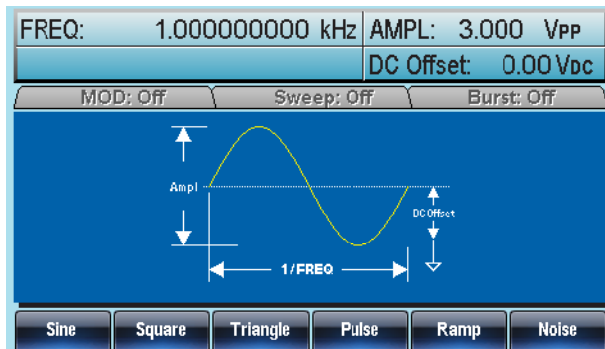 FREQ: 1.000000000 kHz AMPL: 3.000 VPP
DC Offset: 0.00 VDC
MOD: Off Sweep: Off Burst: Off
Ampl
DC Offset
1/FREQ
Sine Square Triangle Pulse Ramp Noise